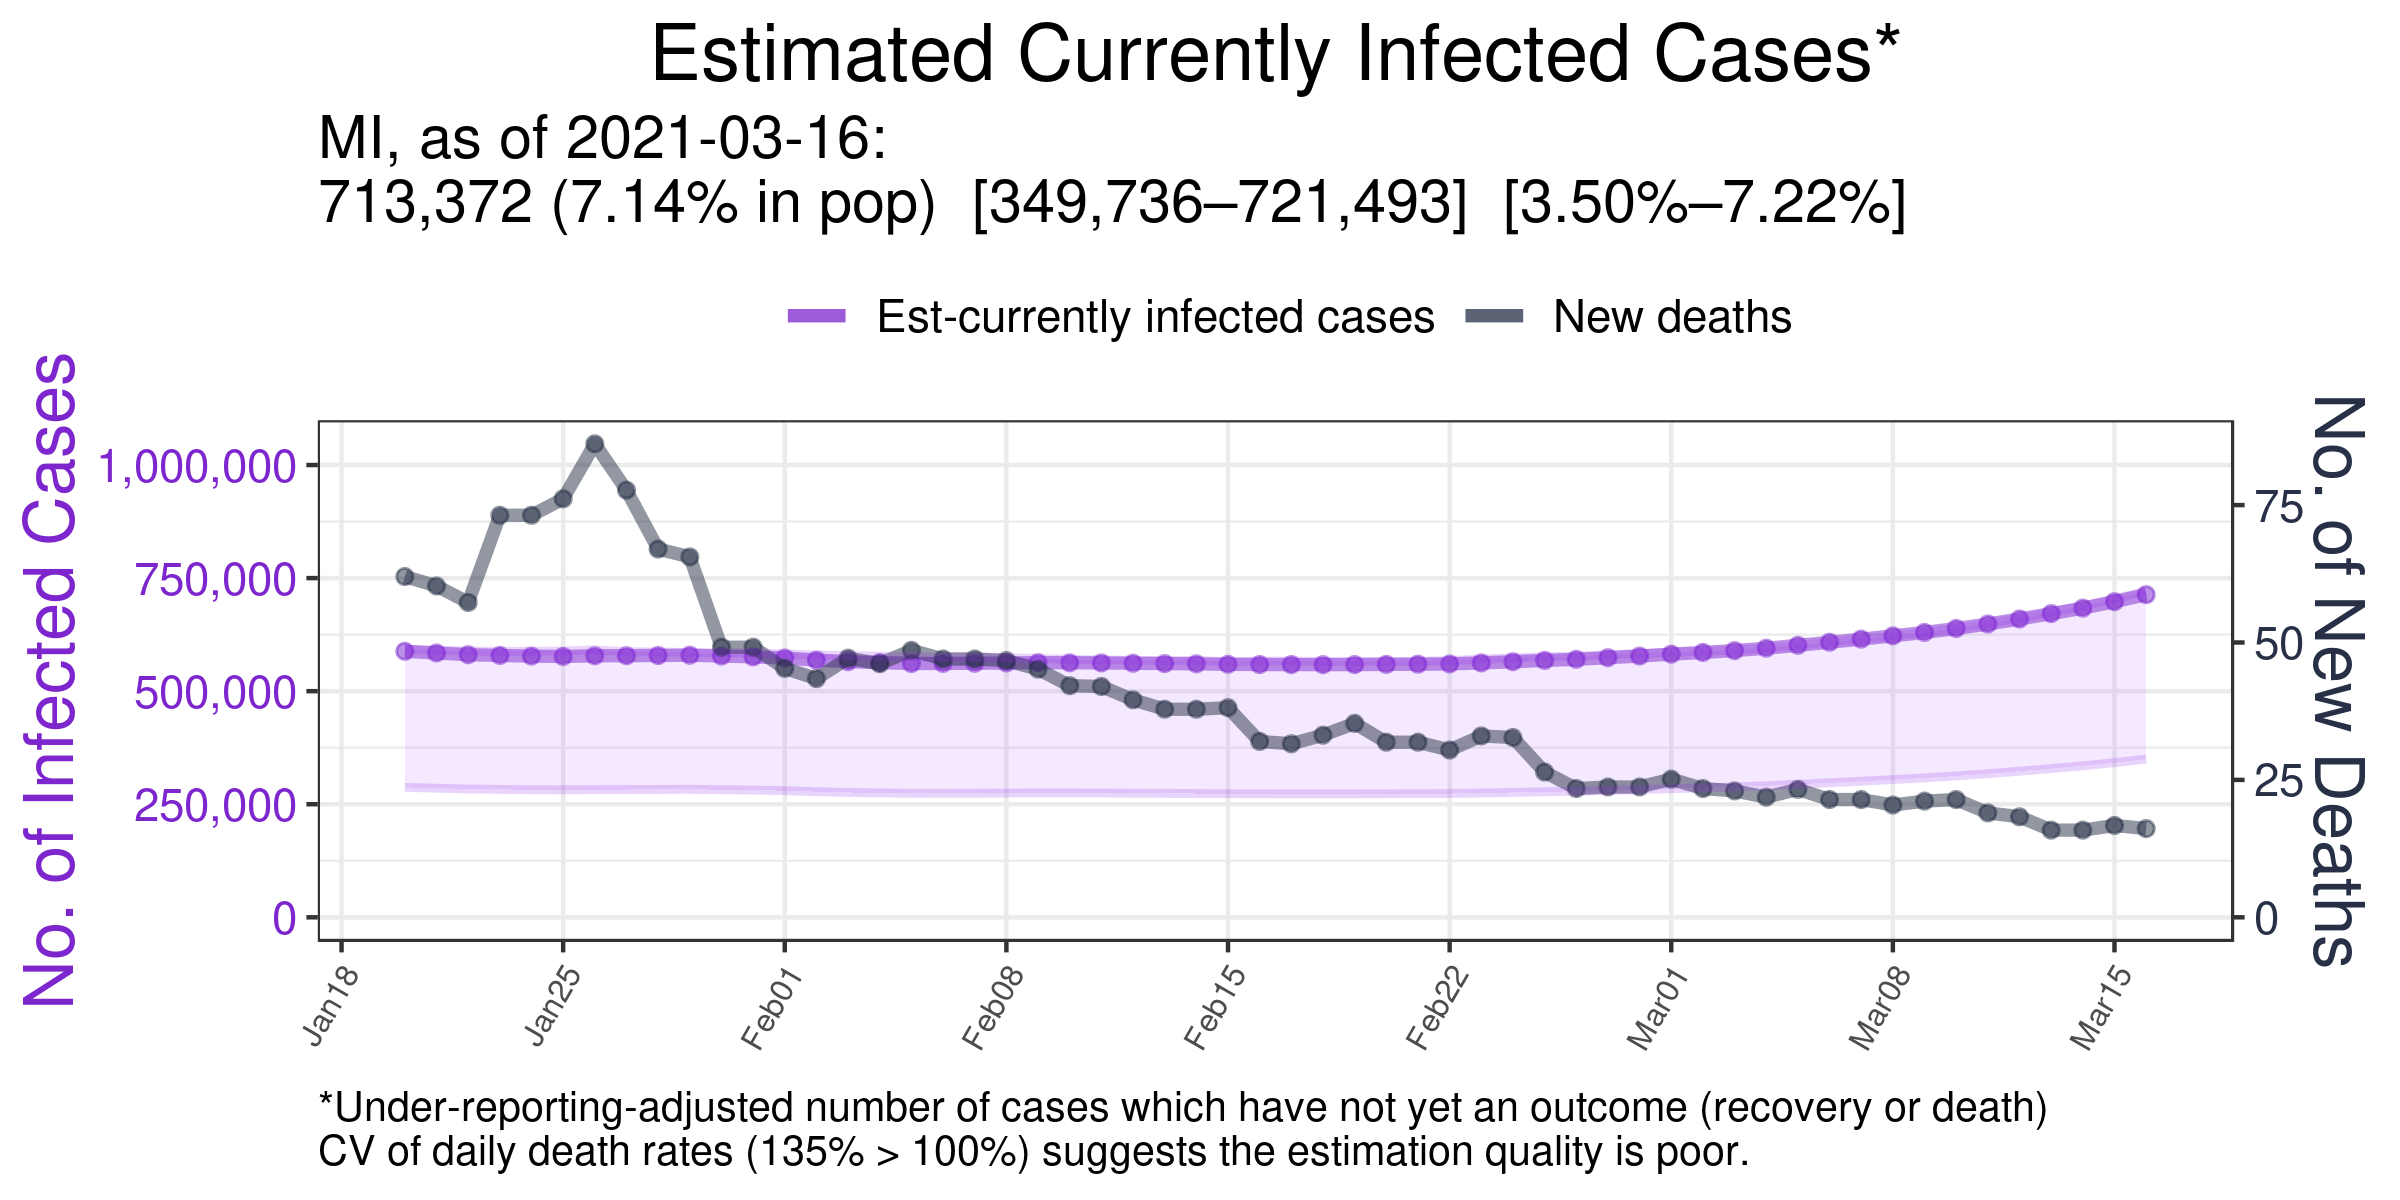 Estimated Currently Infected Cases*
MI, as of 2021-03-16:
713,372 (7.14% in pop)  [349,736–721,493]  [3.50%–7.22%]
Est-currently infected cases
New deaths
No. of Infected Cases
1,000,000
750,000
500,000
250,000
0
No. of New Deaths
75
50
25
0
Jan18
Jan25
Feb01
Feb08
Feb15
Feb22
Mar01
Mar08
Mar15
*Under-reporting-adjusted number of cases which have not yet an outcome (recovery or death)
CV of daily death rates (135% > 100%) suggests the estimation quality is poor.